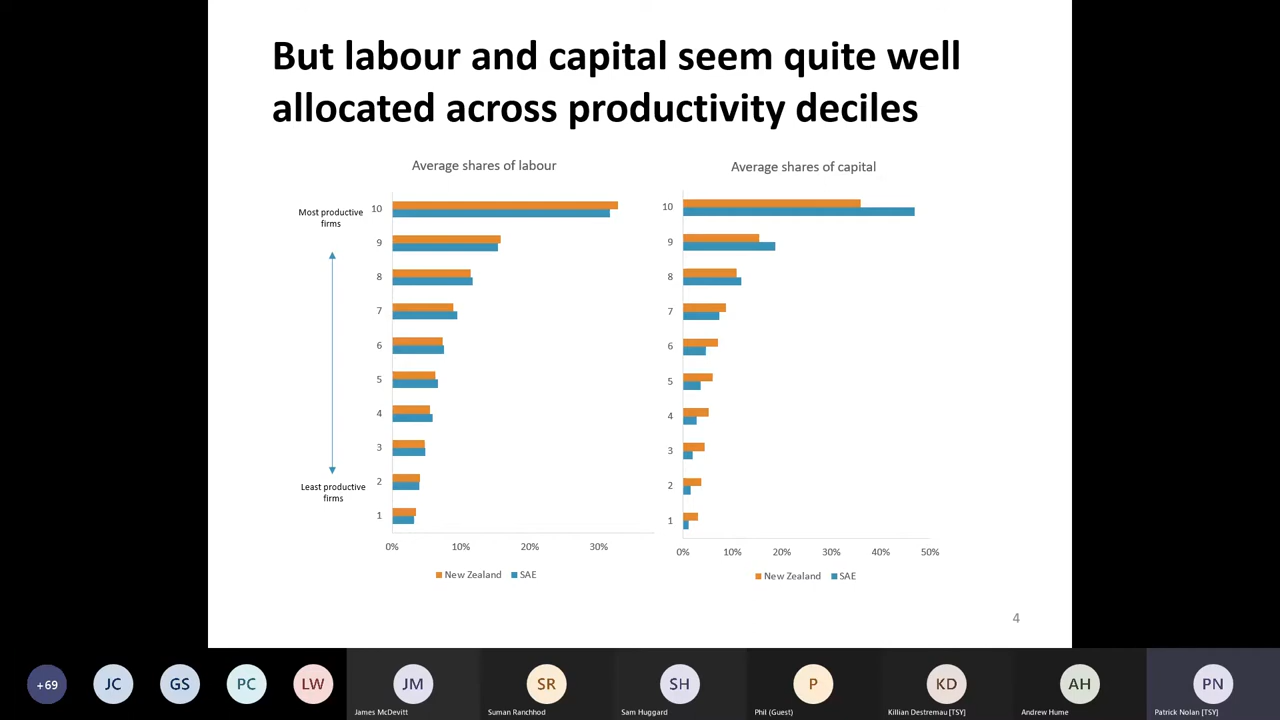 But labour and capital seem quite well
allocated across productivity deciles
Average shares of labour
Most productive
firms
Least productive
firms
10
9
8
7
6
5
4
3
2
1
0%
10%
20%
30%
New Zealand
SAE
Average shares of capital
10
9
8
7
6
5
4
3
2
1
0%
10%
20%
30%
40%
50%
New Zealand
SAE
4
+69
JC
GS
PC
LW
JM
James McDevitt
SR
Suman Ranchhod
SH
Sam Huggard
P
Phil (Guest)
KD
Killian Destremau [TSY]
AH
Andrew Hume
PN
Patrick Nolan [TSY]